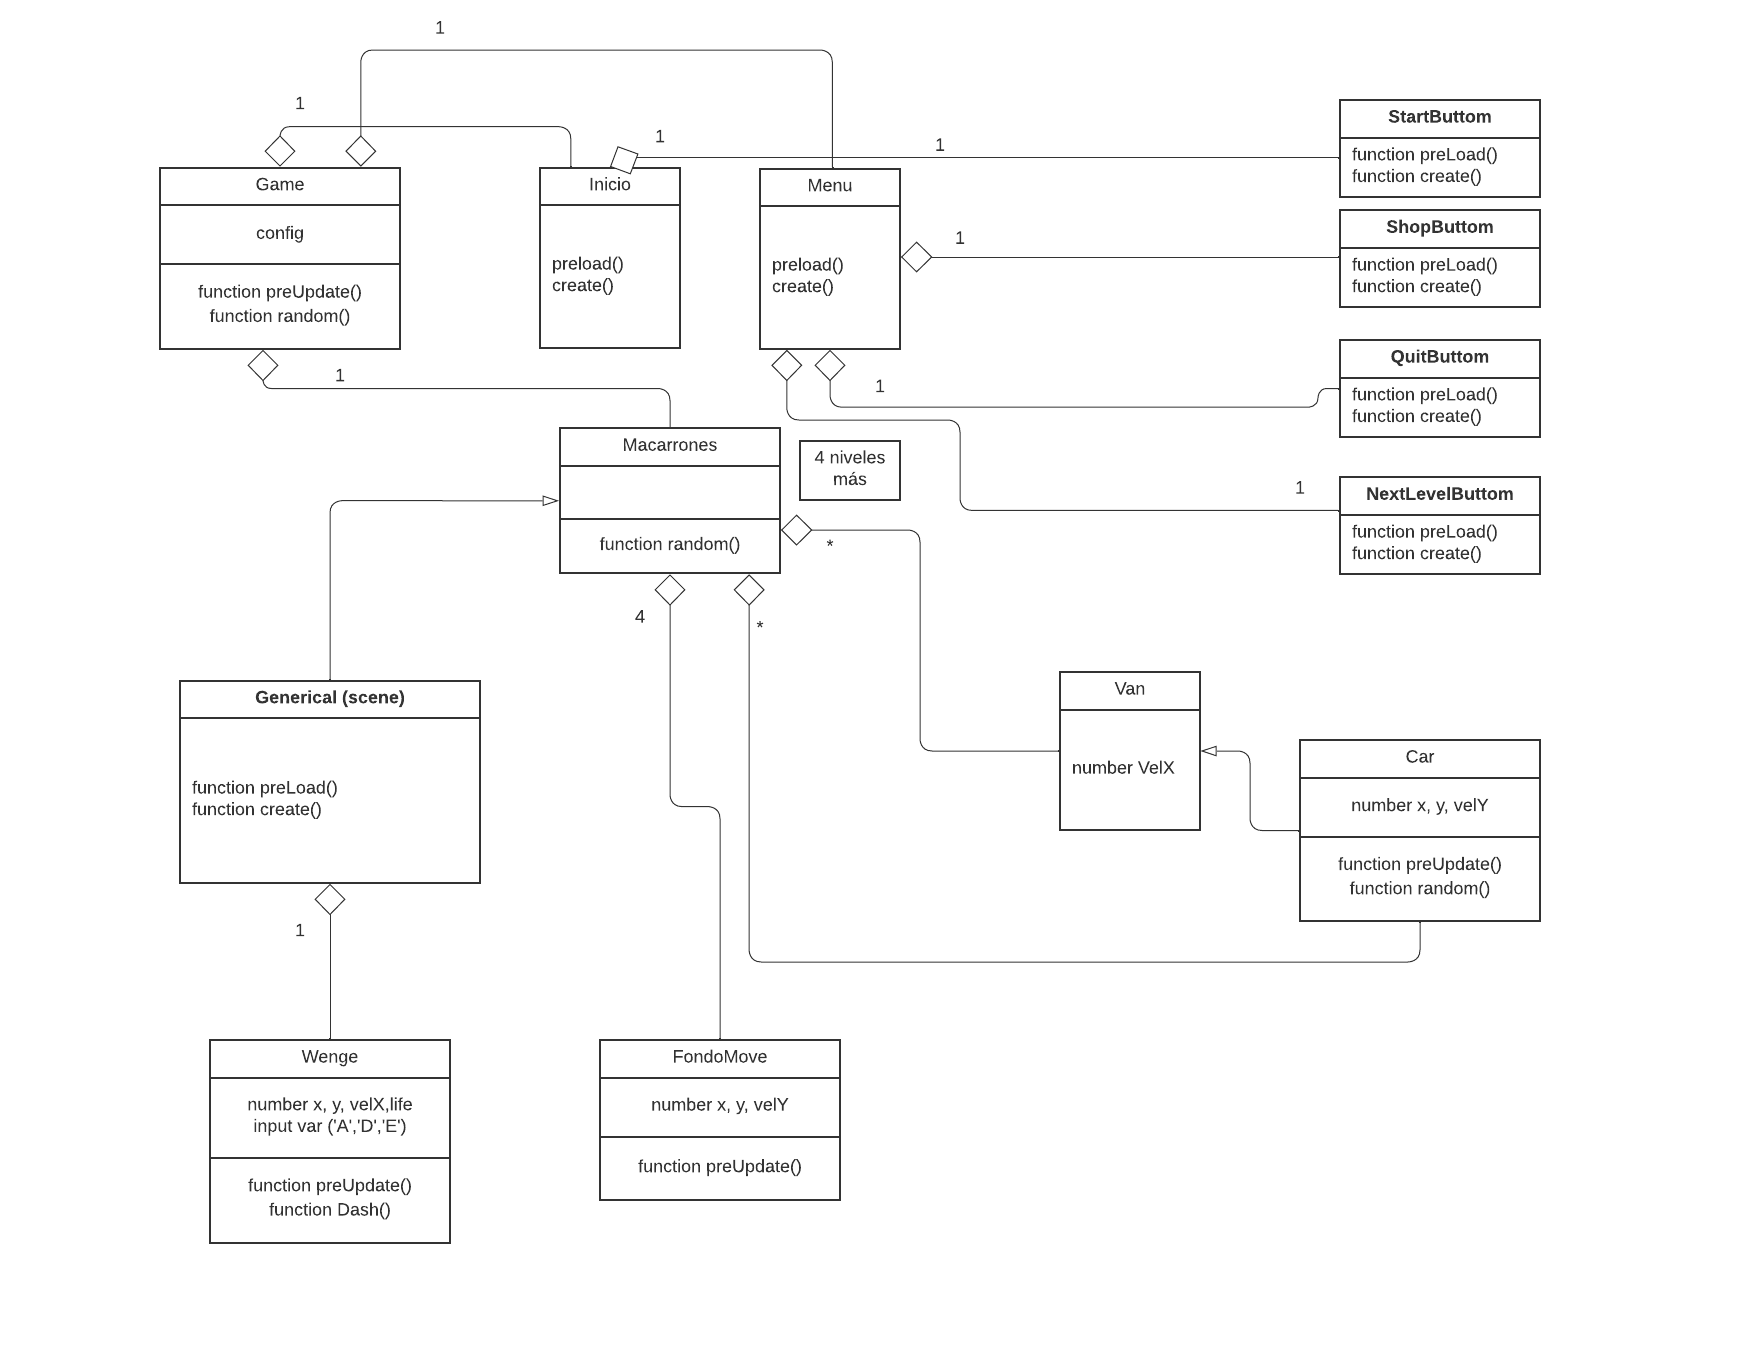 1
1
1
1
Game
config
function preUpdate()
function random()
Inicio
preload()
create()
Menu
preload()
create()
StartButtom
function preLoad()
function create()
1
ShopButtom
function preLoad()
function create()
1
QuitButtom
function preLoad()
function create()
1
NextLevelButtom
function preLoad()
function create()
1
Macarrones
function random()
4 niveles
más
*
4
*
Generical (scene)
function preLoad()
function create()
Van
number VelX
Car
number x, y, velY
function preUpdate()
function random()
1
Wenge
number x, y, velX,life
input var ('A','D','E')
function preUpdate()
function Dash()
FondoMove
number x, y, velY
function preUpdate()